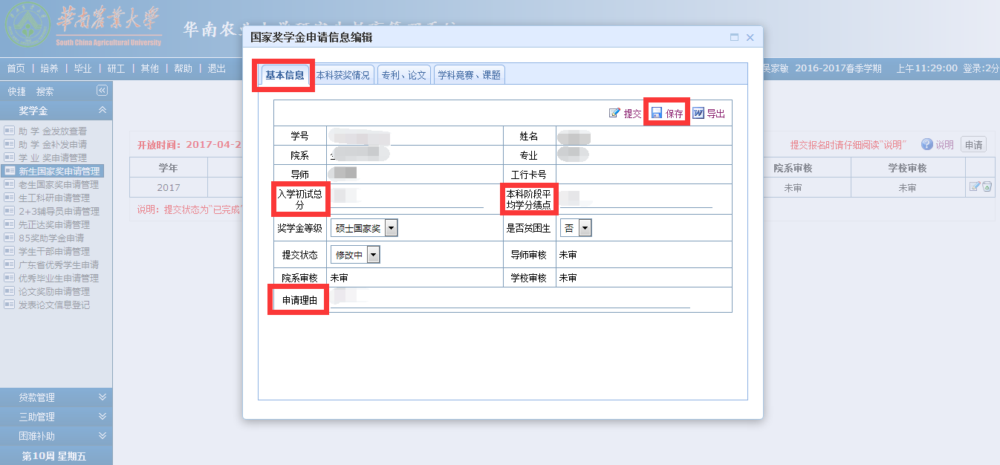 华南农业大学
South China Agricultural University
华南农业
首页 | 培养 | 毕业 | 研工 | 其他 | 帮助 | 退出
吴家敏 2016-2017春季学期 上午11:29:00 登录:2分
快捷 搜索
奖学金
助 学 金发放查看
助 学 金补发申请
学 业 奖申请管理
新生国家奖申请管理
老生国家奖申请管理
生工科研申请管理
2+3辅导员申请管理
先正达奖申请管理
85奖助学金申请
学生干部申请管理
广东省优秀学生申请
优秀毕业生申请管理
论文奖励申请管理
发表论文信息登记
贷款管理
三助管理
困难补助
第10周 星期五
开放时间：2017-04-2
提交报名时请仔细阅读“说明” 说明 申请
学年 院系审核 学校审核
2017 未审 未审
说明：提交状态为“已完成”
国家奖学金申请信息编辑
基本信息 本科获奖情况 专利、论文 学科竞赛、课题
提交 保存 导出
学号 姓名
院系 专业
导师 工行卡号
入学初试总
分
本科阶段平
均学分绩点
奖学金等级 硕士国家奖 是否贫困生 否
提交状态 修改中 导师审核 未审
院系审核 未审 学校审核 未审
申请理由